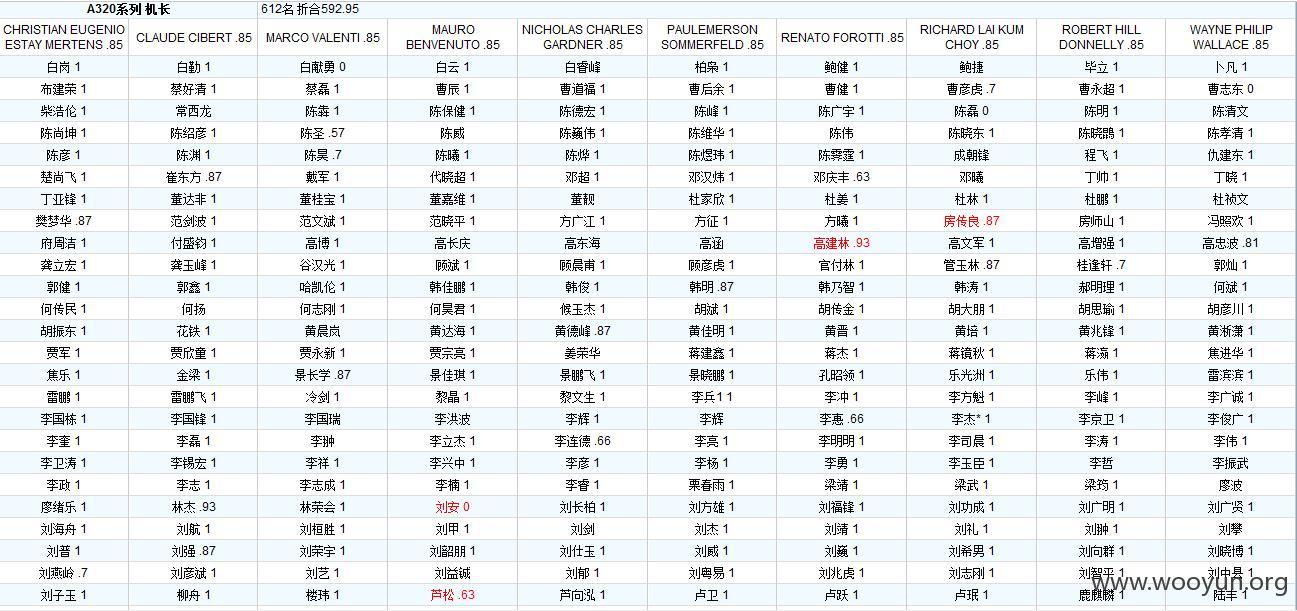 A320系列 机长 612名 折合592.95
CHRISTIAN EUGENIO ESTAY MERTENS .85 CLAUDE CIBERT .85 MARCO VALENTI .85 MAURO BENVENUTO .85 NICHOLAS CHARLES GARDNER .85 PAULEMERSON SOMMERFELD .85 RENATO FOROTTI .85 RICHARD LAI KUM CHOY .85 ROBERT HILL DONNELLY .85 WAYNE PHILIP WALLACE .85
白岗 1 白勤 1 白献勇 0 白云 1 白睿峰 柏枭 1 鲍健 1 鲍捷 毕立 1 卜凡 1
布建荣 1 蔡好清 1 蔡磊 1 曹辰 1 曹道福 1 曹后余 1 曹健 1 曹彦虎 .7 曹永超 1 曹志东 0
柴浩伦 1 常西龙 陈犇 1 陈保健 1 陈德宏 1 陈峰 1 陈广宇 1 陈磊 0 陈明 1 陈清文
陈尚坤 1 陈绍彦 1 陈圣 .57 陈威 陈巍伟 1 陈维华 1 陈伟 陈晓东 1 陈晓鹃 1 陈孝清 1
陈彦 1 陈渊 1 陈昊 .7 陈曦 1 陈烨 1 陈煜玮 1 陈霁霆 1 成朝锋 程飞 1 仇建东 1
楚尚飞 1 崔东方 .87 戴军 1 代晓超 1 邓超 1 邓汉炜 1 邓庆丰 .63 邓曦 丁帅 1 丁晓 1
丁亚锋 1 董达非 1 董桂宝 1 董嘉维 1 董靓 杜家欣 1 杜姜 1 杜林 1 杜鹏 1 杜祯文
樊梦华 .87 范剑波 1 范文斌 1 范晓平 1 方广江 1 方征 1 方曦 1 房传良 .87 房师山 1 冯照欢 1
府周洁 1 付盛钧 1 高博 1 高长庆 高东海 高涵 高建林 .93 高文军 1 高增强 1 高忠波 .81
龚立宏 1 龚玉峰 1 谷汉光 1 顾斌 1 顾晨甫 1 顾彦虎 1 官付林 1 管玉林 .87 桂逢轩 .7 郭灿 1
郭健 1 郭鑫 1 哈凯伦 1 韩佳鹏 1 韩俊 1 韩明 .87 韩乃智 1 韩涛 1 郝明理 1 何斌 1
何传民 1 何扬 何志刚 1 何昊君 1 候玉杰 1 胡斌 1 胡传金 1 胡大朋 1 胡思瑜 1 胡彦川 1
胡振东 1 花铁 1 黄晨岚 黄达海 1 黄德峰 .87 黄佳明 1 黄晋 1 黄培 1 黄兆锋 1 黄淅潇 1
贾军 1 贾欣童 1 贾永新 1 贾宗亮 1 姜荣华 蒋建鑫 1 蒋杰 1 蒋镜秋 1 蒋灏 1 焦进华 1
焦乐 1 金梁 1 景长学 .87 景佳琪 1 景鹏飞 1 景晓鹏 1 孔昭领 1 乐光洲 1 乐伟 1 雷滨滨 1
雷鹏 1 雷鹏飞 1 冷剑 1 黎晶 1 黎文生 1 李兵1 1 李冲 1 李方魁 1 李峰 1 李广诚 1
李国栋 1 李国锋 1 李国瑞 李洪波 李辉 1 李辉 李惠 .66 李杰* 1 李京卫 1 李俊广 1
李奎 1 李磊 1 李翀 李立杰 1 李连德 .66 李亮 1 李明明 1 李司晨 1 李涛 1 李伟 1
李卫涛 1 李锡宏 1 李祥 1 李兴中 1 李彦 1 李杨 1 李勇 1 李玉臣 1 李哲 李振武
李政 1 李志 1 李志成 1 李楠 1 李睿 1 栗春雨 1 梁清 1 梁武 1 梁筠 1 廖波
廖绪乐 1 林杰 .93 林荣会 1 刘安 0 刘长柏 1 刘方雄 1 刘福锋 1 刘功成 1 刘广明 1 刘广贤 1
刘海舟 1 刘航 1 刘桓胜 1 刘甲 1 刘剑 刘杰 1 刘靖 1 刘礼 1 刘翀 1 刘攀
刘普 1 刘强 .87 刘荣宇 1 刘韶朋 1 刘仕玉 1 刘威 1 刘巍 1 刘希男 1 刘向群 1 刘晓博 1
刘燕岭 .7 刘彦斌 1 刘艺 1 刘益铖 刘郁 1 刘粤易 1 刘兆虎 1 刘志刚 1 刘智平 1 刘中县 1
刘子玉 1 柳舟 1 楼玮 1 芦松 .63 芦向泓 1 卢卫 1 卢跃 1 卢珉 1 鹿麒麟 陆丰 1
www.wooyun.org